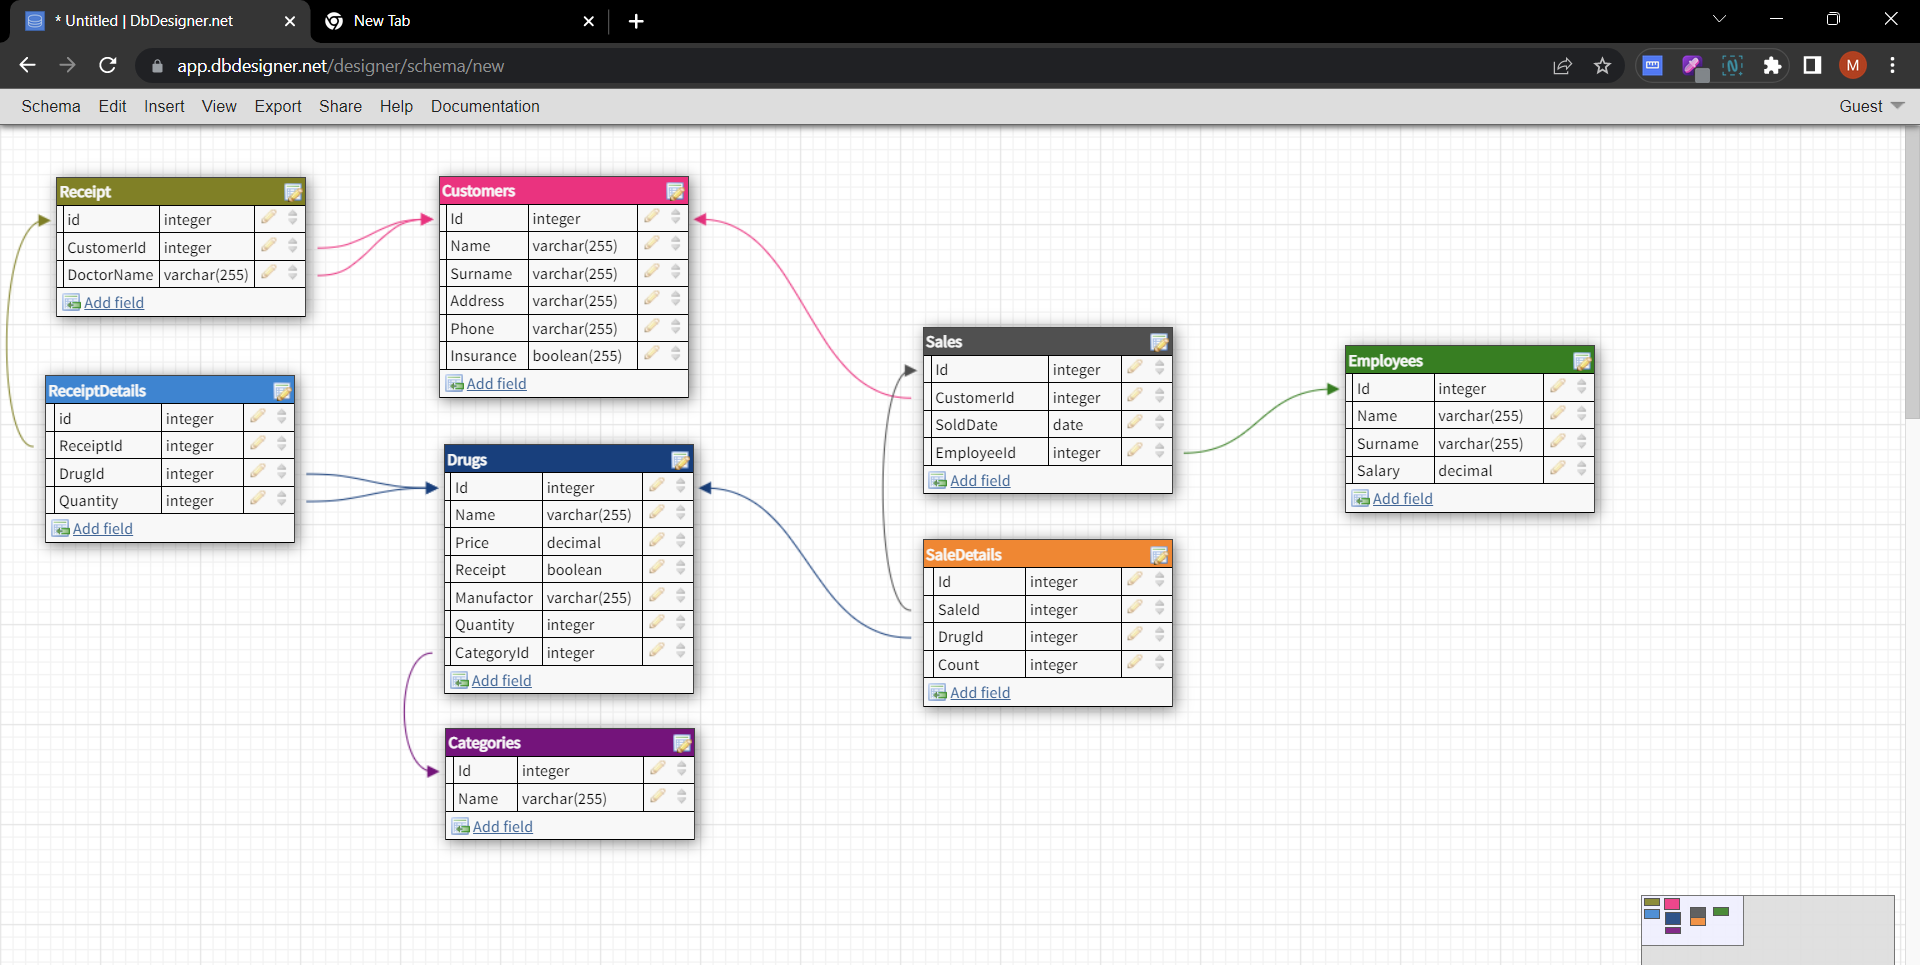 * Untitled | DbDesigner.net
New Tab
app.dbdesigner.net/designer/schema/new
M
Schema Edit Insert View Export Share Help Documentation
Guest
Receipt
id integer
CustomerId integer
DoctorName varchar(255)
Add field
Customers
Id integer
Name varchar(255)
Surname varchar(255)
Address varchar(255)
Phone varchar(255)
Insurance boolean(255)
Add field
ReceiptDetails
id integer
ReceiptId integer
DrugId integer
Quantity integer
Add field
Drugs
Id integer
Name varchar(255)
Price decimal
Receipt boolean
Manufactor varchar(255)
Quantity integer
CategoryId integer
Add field
Categories
Id integer
Name varchar(255)
Add field
Sales
Id integer
CustomerId integer
SoldDate date
EmployeeId integer
Add field
SaleDetails
Id integer
SaleId integer
DrugId integer
Count integer
Add field
Employees
Id integer
Name varchar(255)
Surname varchar(255)
Salary decimal
Add field